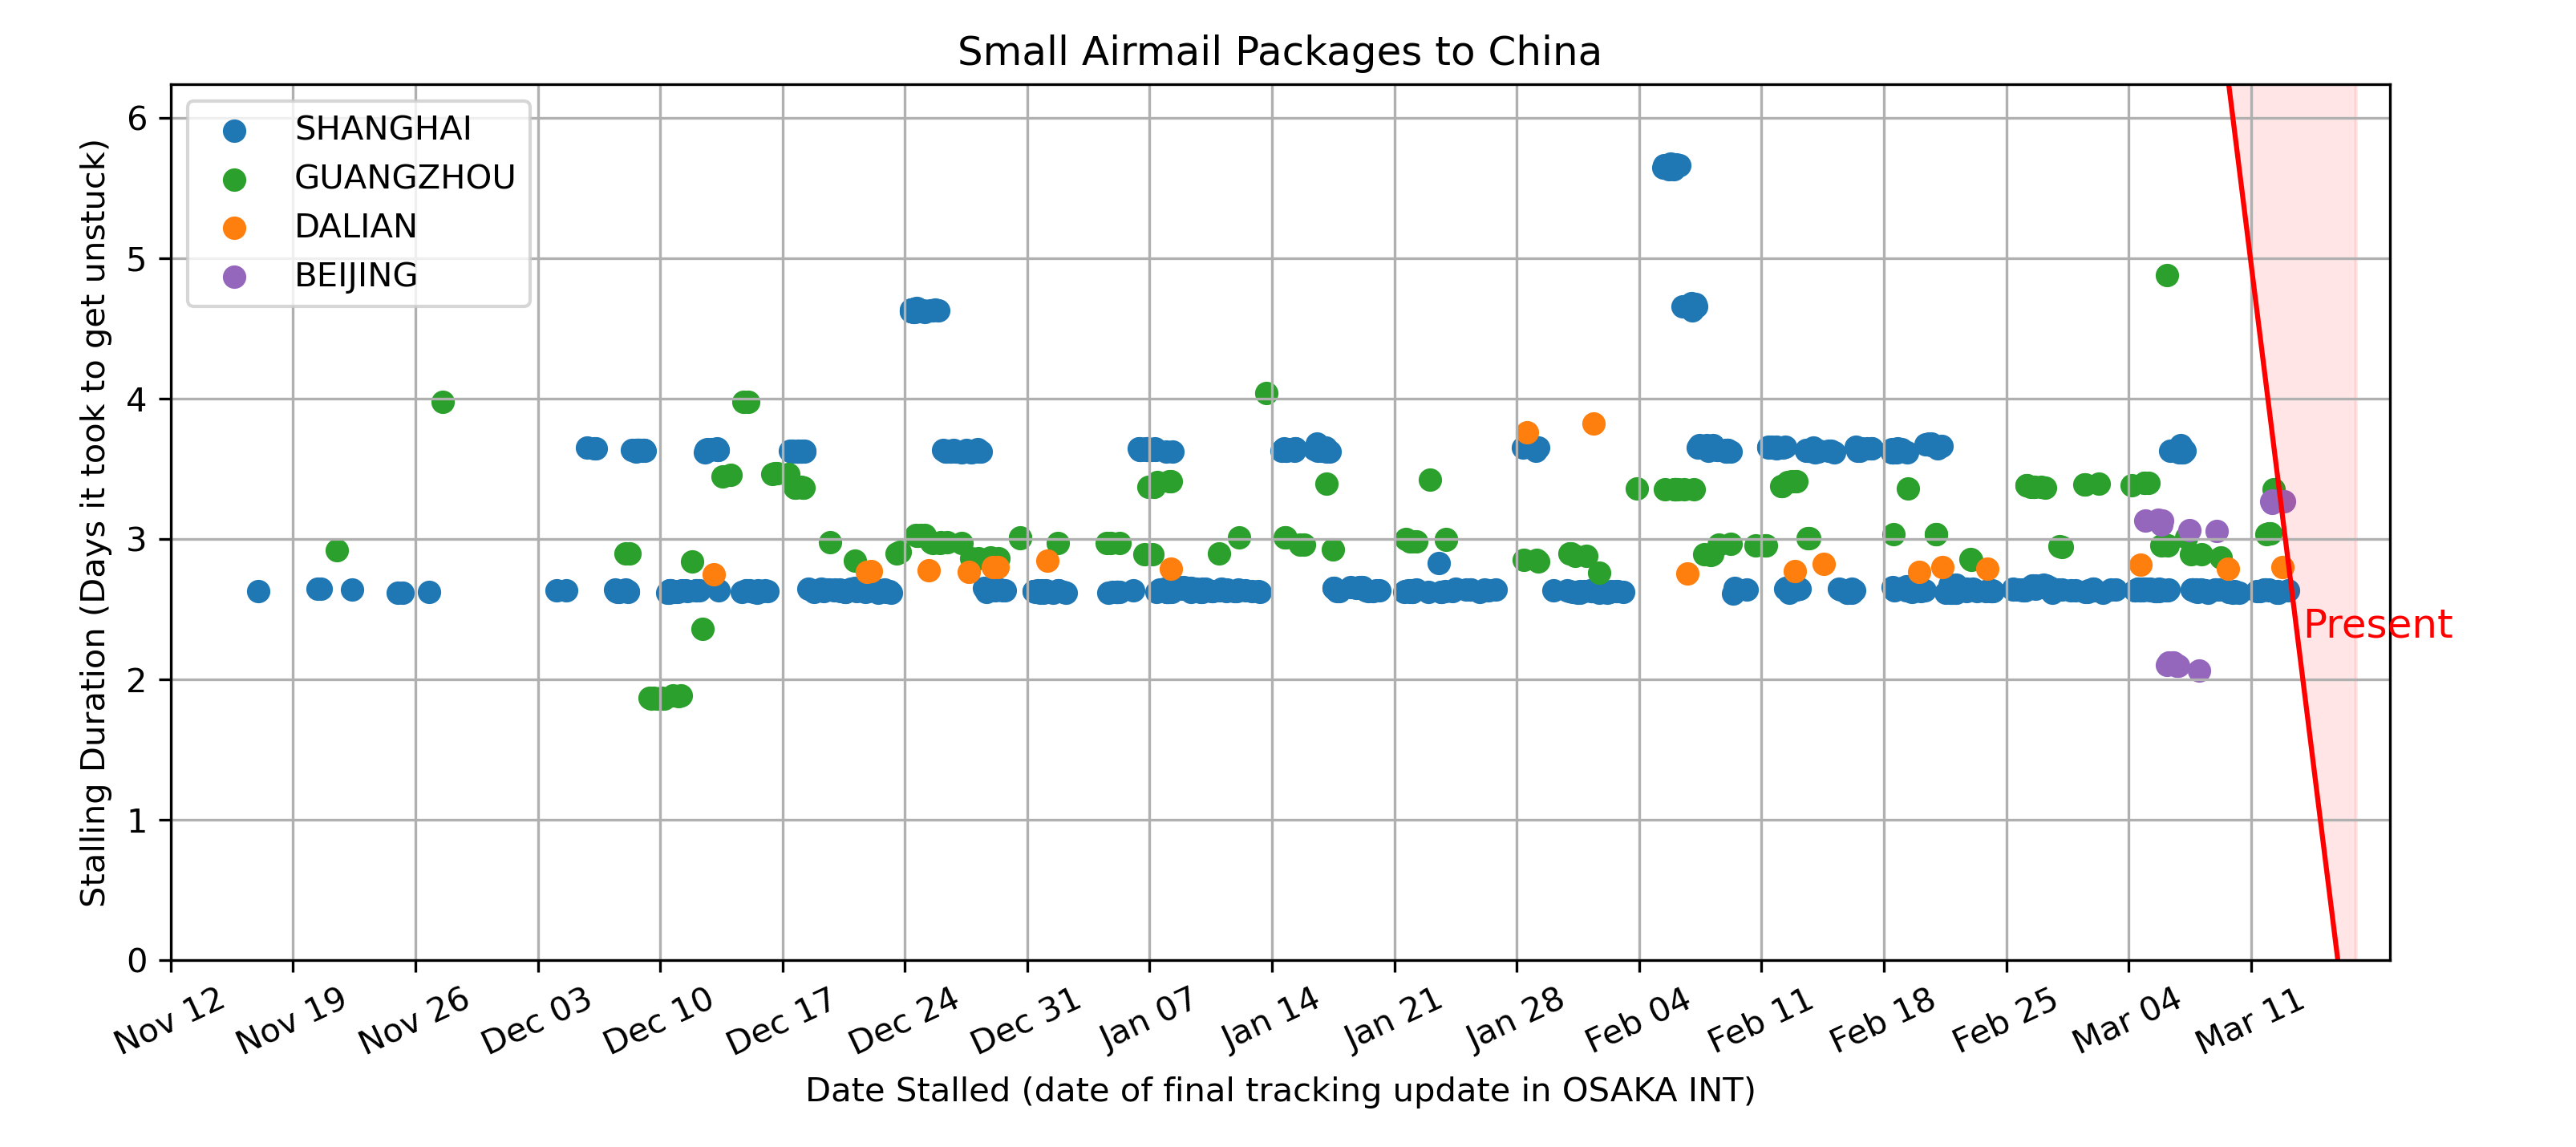 Small Airmail Packages to China
SHANGHAI
GUANGZHOU
DALIAN
BEIJING
Stalling Duration (Days it took to get unstuck)
6
5
4
3
2
1
0
Present
Nov 12
Nov 19
Nov 26
Dec 03
Dec 10
Dec 17
Dec 24
Dec 31
Jan 07
Jan 14
Jan 21
Jan 28
Feb 04
Feb 11
Feb 18
Feb 25
Mar 04
Mar 11
Date Stalled (date of final tracking update in OSAKA INT)